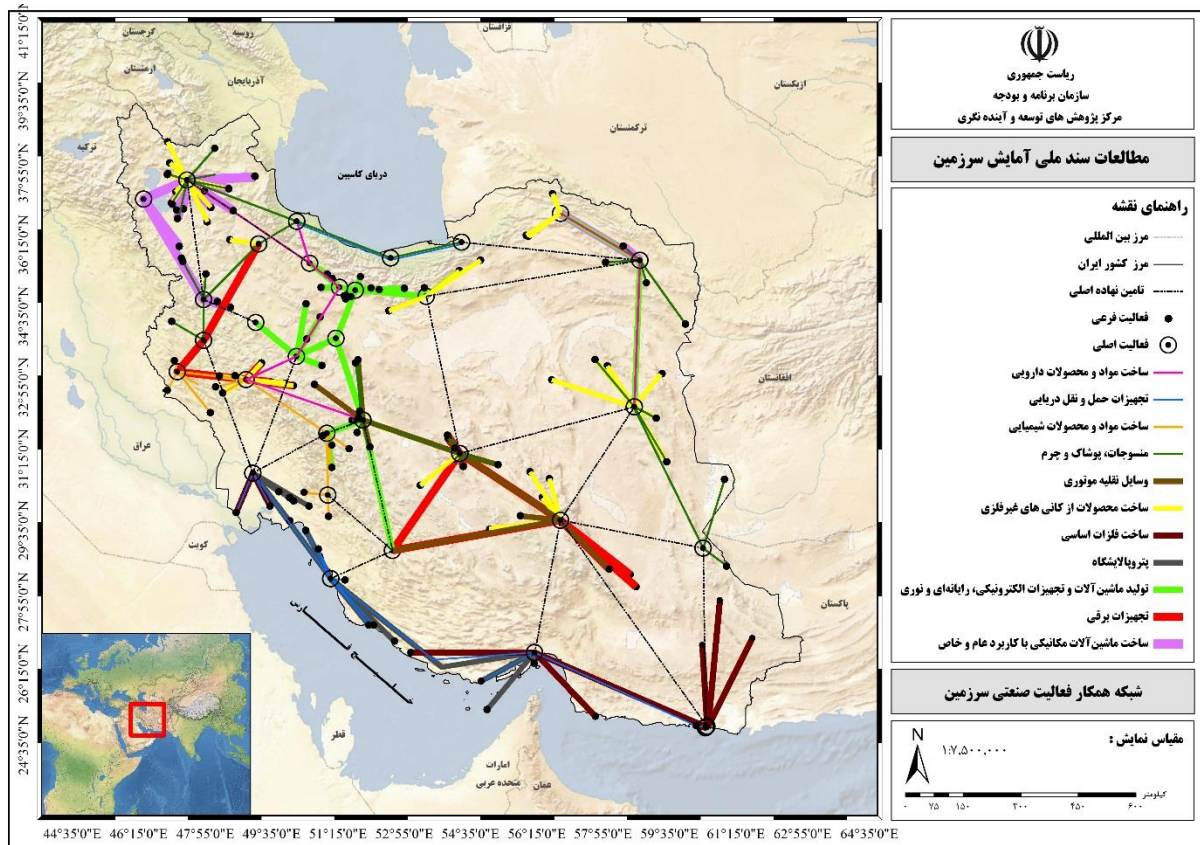 ریاست جمهوری
سازمان برنامه و بودجه
مرکز پژوهش های توسعه و آینده نگری
مطالعات سند ملی آمایش سرزمین
راهنمای نقشه
مرز بین المللی
مرز کشور ایران
تامین نهاده اصلی
فعالیت فرعی
فعالیت اصلی
ساخت مواد و محصولات دارویی
تجهیزات حمل و نقل دریایی
ساخت مواد و محصولات شیمیایی
منسوجات، پوشاک و چرم
وسایل نقلیه موتوری
ساخت محصولات از کانی های غیرفلزی
ساخت فلزات اساسی
پتروپالایشگاه
تولید ماشین‌آلات و تجهیزات الکترونیکی، رایانه‌ای و نوری
تجهیزات برقی
ساخت ماشین‌آلات مکانیکی با کاربرد عام و خاص
شبکه همکار فعالیت صنعتی سرزمین
مقیاس نمایش :
۱:۷,۵۰۰,۰۰۰
N
کیلومتر
۰ ۷۵ ۱۵۰ ۳۰۰ ۴۵۰ ۶۰۰
گرجستان
روسیه
قزاقستان
ارمنستان
آذربایجان
ازبکستان
ترکیه
ترکمنستان
دریای کاسپین
افغانستان
عراق
کویت
پاکستان
خلیج فارس
قطر
امارات
متحده عربی
عمان
41°15'0"N
39°35'0"N
37°55'0"N
36°15'0"N
34°35'0"N
32°55'0"N
31°15'0"N
29°35'0"N
27°55'0"N
26°15'0"N
24°35'0"N
44°35'0"E 46°15'0"E 47°55'0"E 49°35'0"E 51°15'0"E 52°55'0"E 54°35'0"E 56°15'0"E 57°55'0"E 59°35'0"E 61°15'0"E 62°55'0"E 64°35'0"E